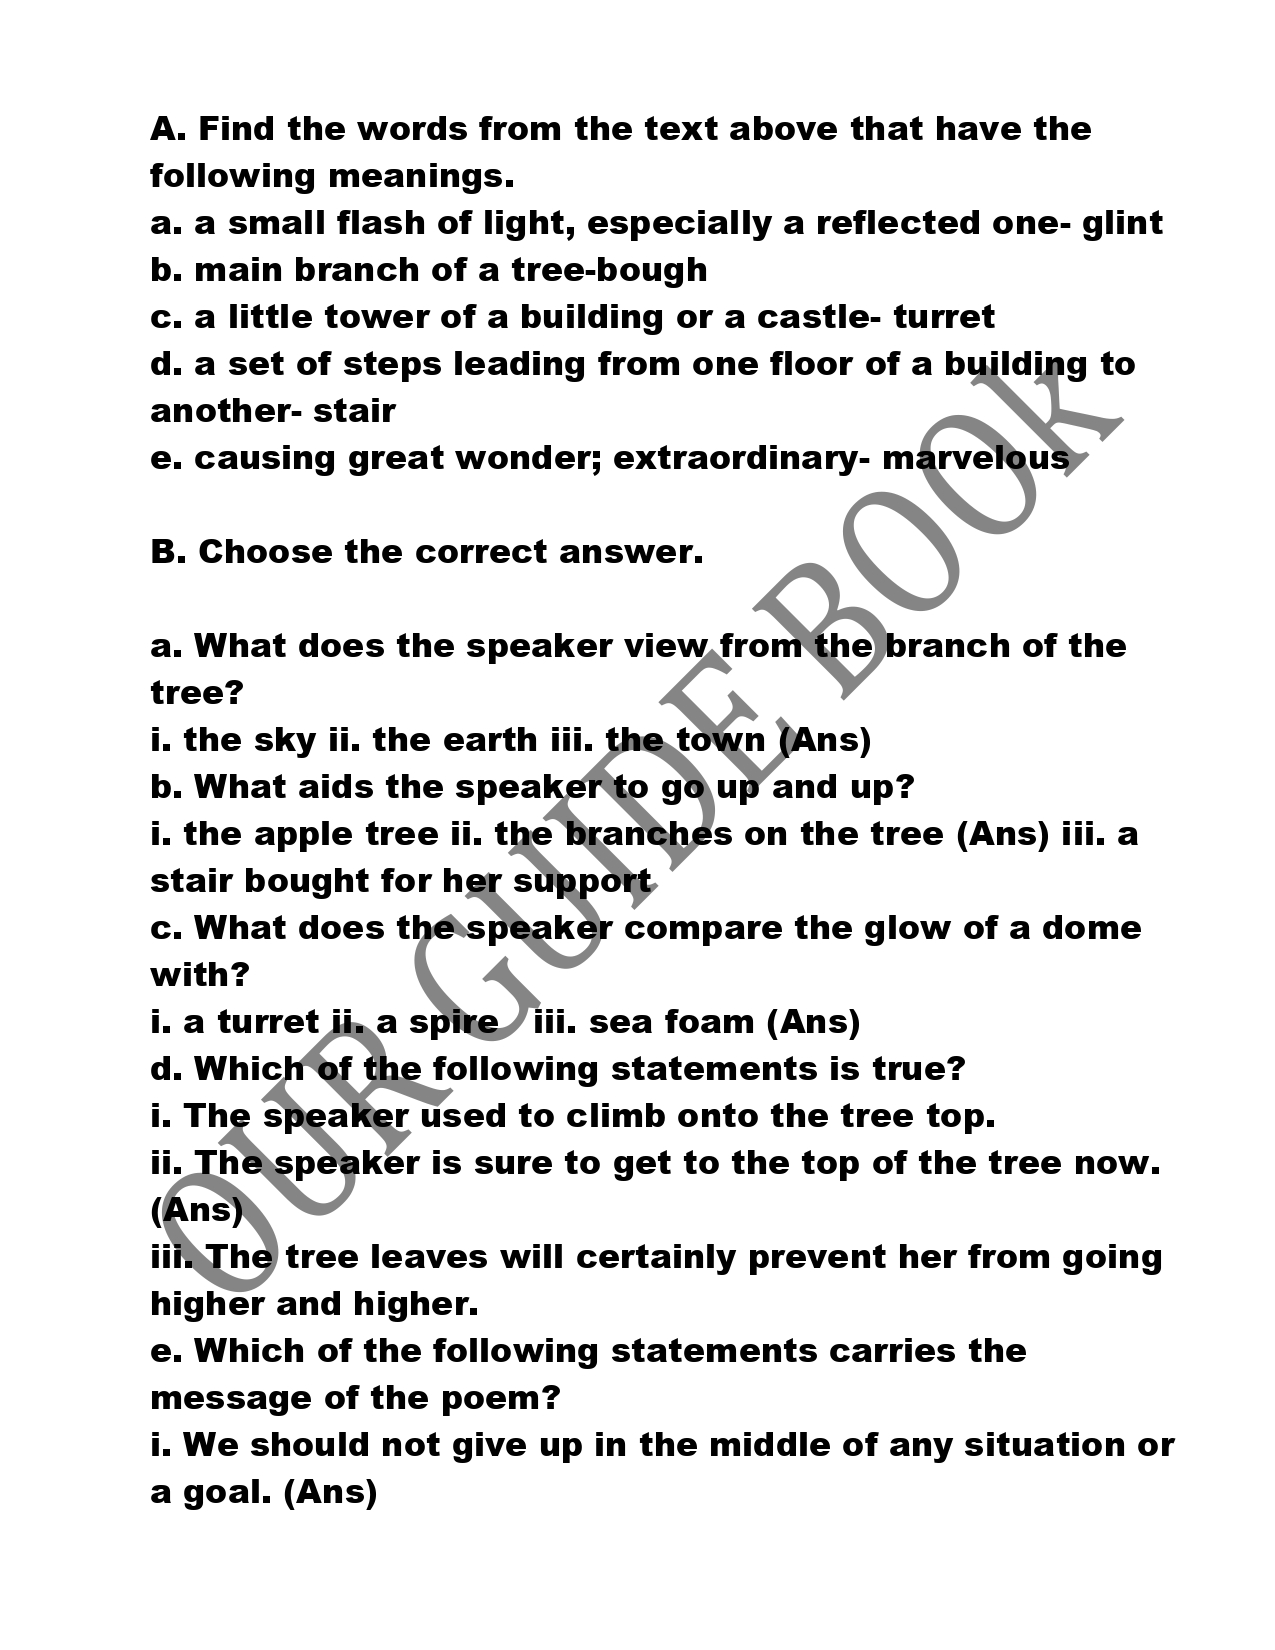 A. Find the words from the text above that have the
following meanings.
a. a small flash of light, especially a reflected one- glint
b. main branch of a tree-bough
c. a little tower of a building or a castle- turret
d. a set of steps leading from one floor of a building to
another- stair
e. causing great wonder; extraordinary- marvelous
B. Choose the correct answer.
a. What does the speaker view from the branch of the
tree?
i. the sky ii. the earth iii. the town (Ans)
b. What aids the speaker to go up and up?
i. the apple tree ii. the branches on the tree (Ans) iii. a
stair bought for her support
c. What does the speaker compare the glow of a dome
with?
i. a turret ii. a spire   iii. sea foam (Ans)
d. Which of the following statements is true?
i. The speaker used to climb onto the tree top.
ii. The speaker is sure to get to the top of the tree now.
(Ans)
iii. The tree leaves will certainly prevent her from going
higher and higher.
e. Which of the following statements carries the
message of the poem?
i. We should not give up in the middle of any situation or
a goal. (Ans)
OUR GUIDE BOOk